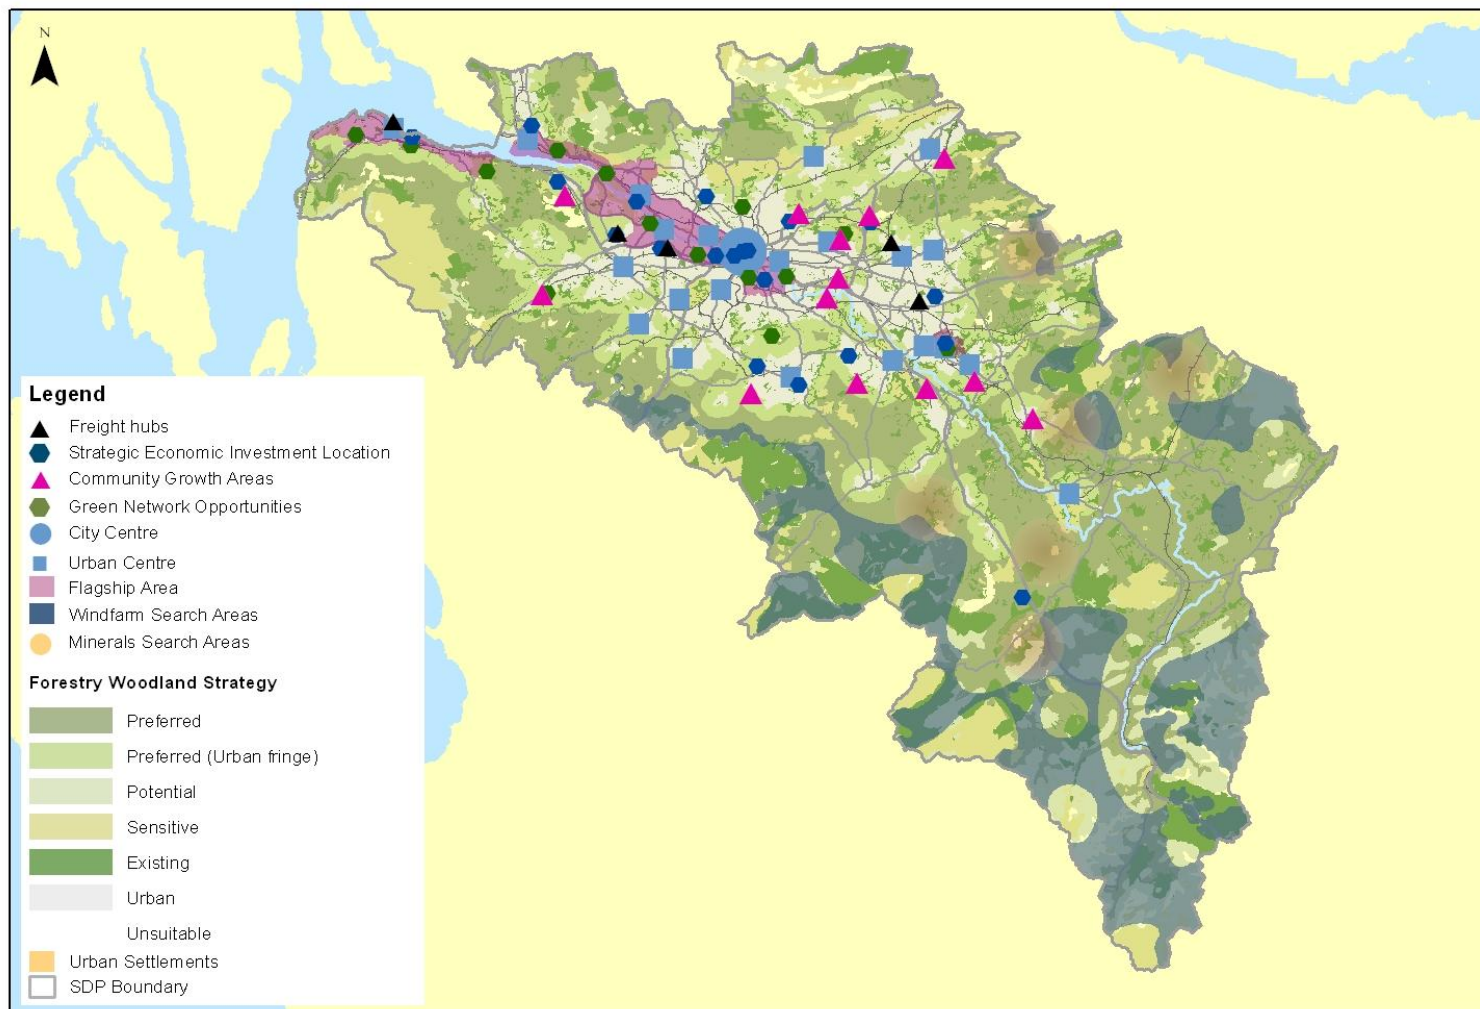 N
Legend
Freight hubs
Strategic Economic Investment Location
Community Growth Areas
Green Network Opportunities
City Centre
Urban Centre
Flagship Area
Windfarm Search Areas
Minerals Search Areas
Forestry Woodland Strategy
Preferred
Preferred (Urban fringe)
Potential
Sensitive
Existing
Urban
Unsuitable
Urban Settlements
SDP Boundary